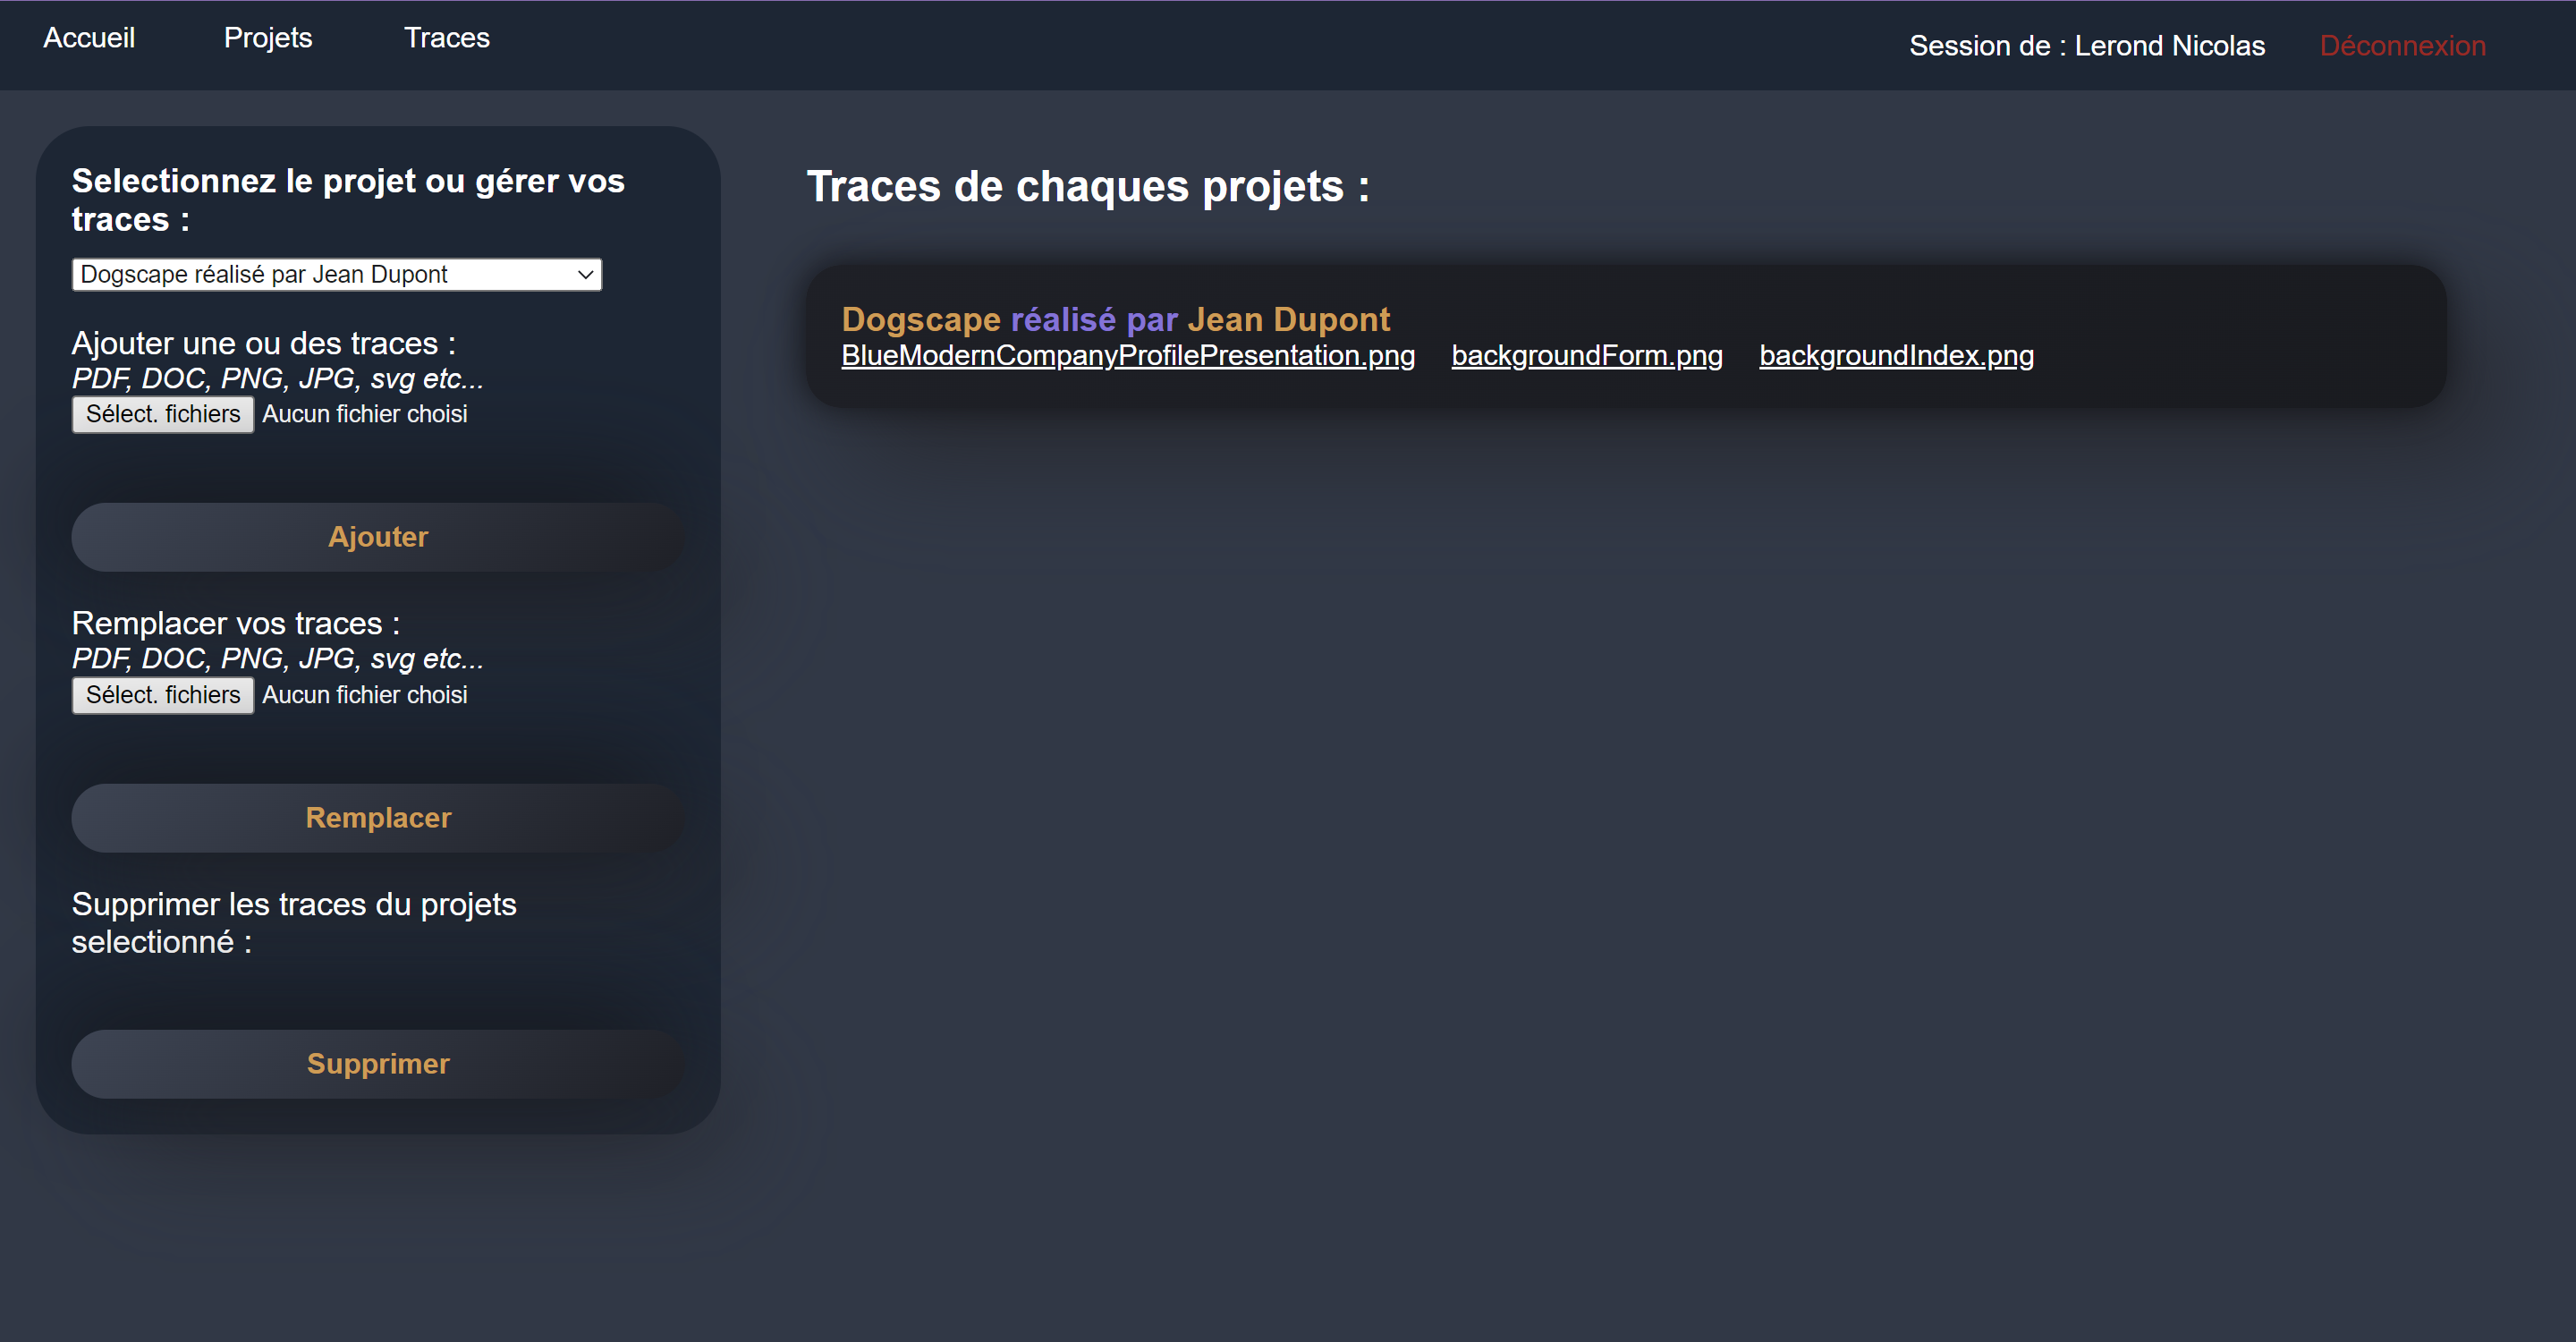 Accueil Projets Traces
Session de : Lerond Nicolas Déconnexion
Selectionnez le projet ou gérer vos
traces :
Dogscape réalisé par Jean Dupont
Ajouter une ou des traces :
PDF, DOC, PNG, JPG, svg etc...
Sélect. fichiers Aucun fichier choisi
Ajouter
Remplacer vos traces :
PDF, DOC, PNG, JPG, svg etc...
Sélect. fichiers Aucun fichier choisi
Remplacer
Supprimer les traces du projets
selectionné :
Supprimer
Traces de chaques projets :
Dogscape réalisé par Jean Dupont
BlueModernCompanyProfilePresentation.png backgroundForm.png backgroundIndex.png